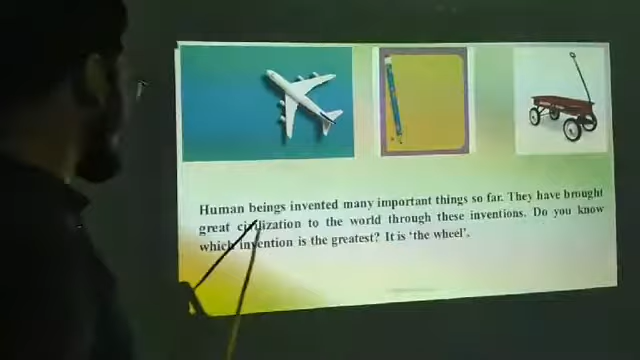 Human beings invented many important things so far. They have brought
great civilization to the world through these inventions. Do you know
which invention is the greatest? It is ‘the wheel’.